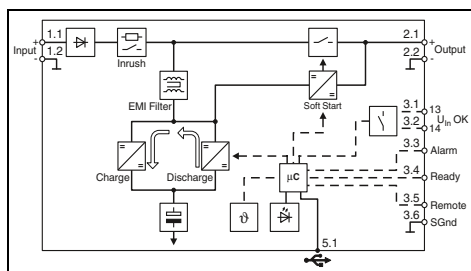 + 1.1
Input
- 1.2
Inrush
EMI Filter
Charge
Discharge
Soft Start
µC
ϑ
2.1
+
Output
2.2
-
3.1 13
3.2 14
UIn OK
3.3
Alarm
3.4
Ready
3.5
Remote
3.6
SGnd
5.1